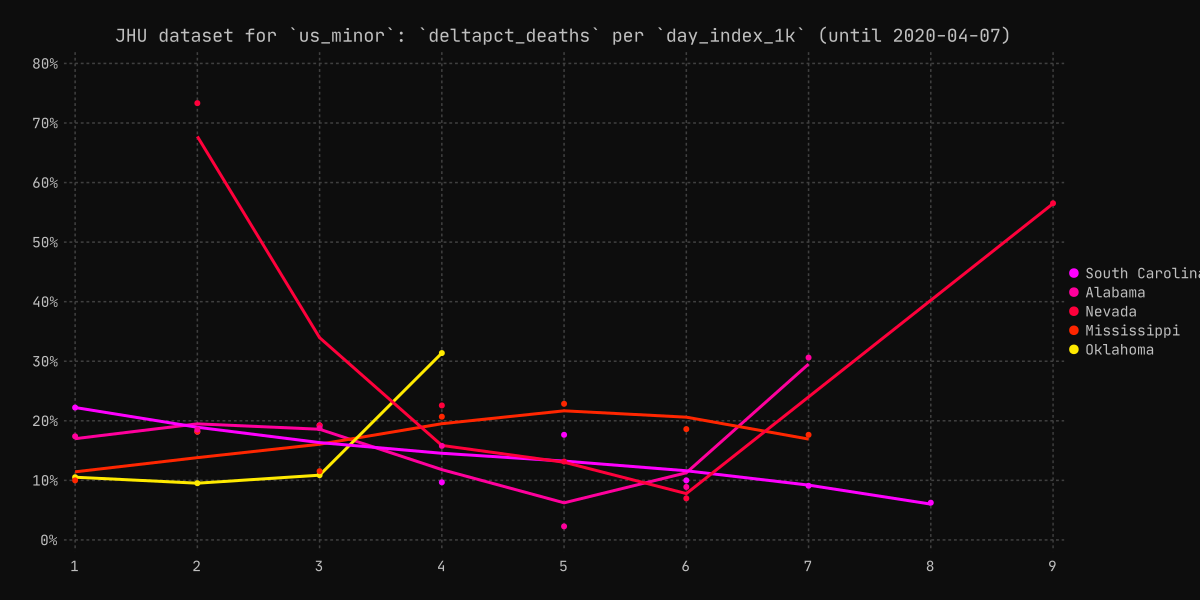 JHU dataset for `us_minor`: `deltapct_deaths` per `day_index_1k` (until 2020-04-07)
80%
70%
60%
50%
40%
30%
20%
10%
0%
1 2 3 4 5 6 7 8 9
South Carolina
Alabama
Nevada
Mississippi
Oklahoma